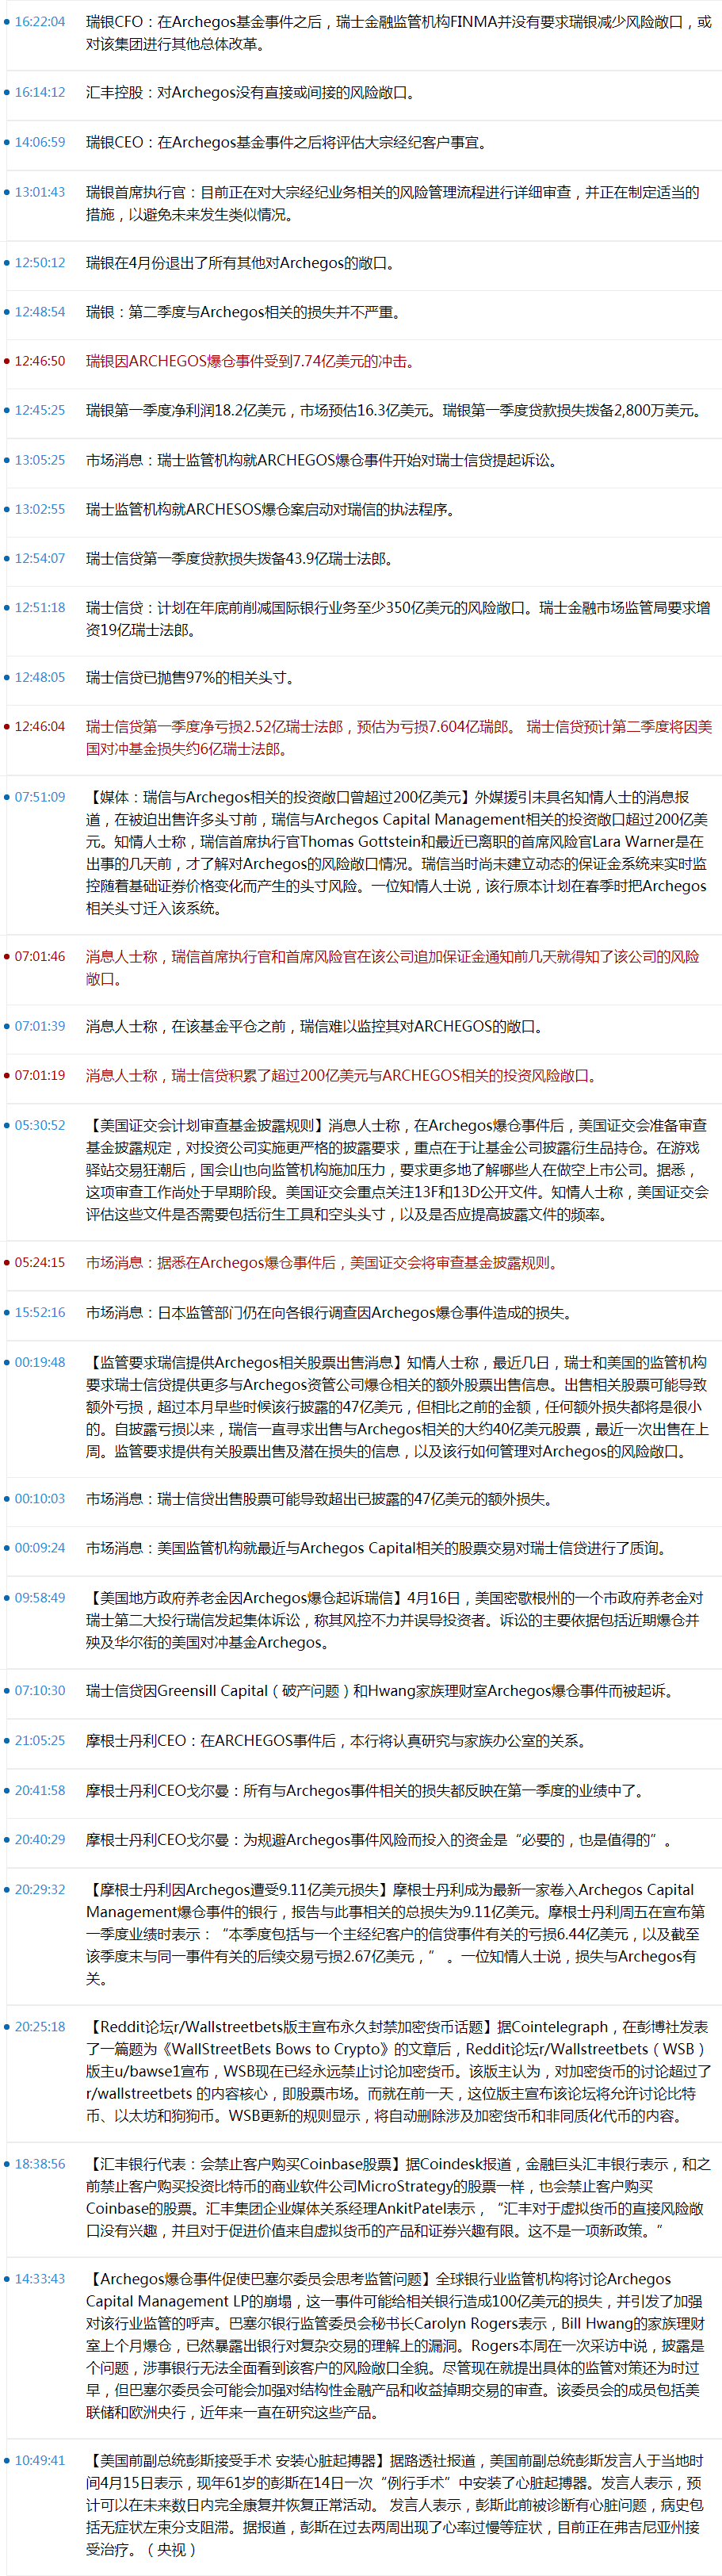 16:22:04 瑞银CFO：在Archegos基金事件之后，瑞士金融监管机构FINMA并没有要求瑞银减少风险敞口，或
对该集团进行其他总体改革。
16:14:12 汇丰控股：对Archegos没有直接或间接的风险敞口。
14:06:59 瑞银CEO：在Archegos基金事件之后将评估大宗经纪客户事宜。
13:01:43 瑞银首席执行官：目前正在对大宗经纪业务相关的风险管理流程进行详细审查，并正在制定适当的
措施，以避免未来发生类似情况。
12:50:12 瑞银在4月份退出了所有其他对Archegos的敞口。
12:48:54 瑞银：第二季度与Archegos相关的损失并不严重。
12:46:50 瑞银因ARCHEGOS爆仓事件受到7.74亿美元的冲击。
12:45:25 瑞银第一季度净利润18.2亿美元，市场预估16.3亿美元。瑞银第一季度贷款损失拨备2,800万美元。
13:05:25 市场消息：瑞士监管机构就ARCHEGOS爆仓事件开始对瑞士信贷提起诉讼。
13:02:55 瑞士监管机构就ARCHESOS爆仓案启动对瑞信的执法程序。
12:54:07 瑞士信贷第一季度贷款损失拨备43.9亿瑞士法郎。
12:51:18 瑞士信贷：计划在年底前削减国际银行业务至少350亿美元的风险敞口。瑞士金融市场监管局要求增
资19亿瑞士法郎。
12:48:05 瑞士信贷已抛售97%的相关头寸。
12:46:04 瑞士信贷第一季度净亏损2.52亿瑞士法郎，预估为亏损7.604亿瑞郎。 瑞士信贷预计第二季度将因美
国对冲基金损失约6亿瑞士法郎。
07:51:09 【媒体：瑞信与Archegos相关的投资敞口曾超过200亿美元】外媒援引未具名知情人士的消息报
道，在被迫出售许多头寸前，瑞信与Archegos Capital Management相关的投资敞口超过200亿美
元。知情人士称，瑞信首席执行官Thomas Gottstein和最近已离职的首席风险官Lara Warner是在
出事的几天前，才了解对Archegos的风险敞口情况。瑞信当时尚未建立动态的保证金系统来实时监
控随着基础证券价格变化而产生的头寸风险。一位知情人士说，该行原本计划在春季时把Archegos
相关头寸迁入该系统。
07:01:46 消息人士称，瑞信首席执行官和首席风险官在该公司追加保证金通知前几天就得知了该公司的风险
敞口。
07:01:39 消息人士称，在该基金平仓之前，瑞信难以监控其对ARCHEGOS的敞口。
07:01:19 消息人士称，瑞士信贷积累了超过200亿美元与ARCHEGOS相关的投资风险敞口。
05:30:52 【美国证交会计划审查基金披露规则】消息人士称，在Archegos爆仓事件后，美国证交会准备审查
基金披露规定，对投资公司实施更严格的披露要求，重点在于让基金公司披露衍生品持仓。在游戏
驿站交易狂潮后，国会山也向监管机构施加压力，要求更多地了解哪些人在做空上市公司。据悉，
这项审查工作尚处于早期阶段。美国证交会重点关注13F和13D公开文件。知情人士称，美国证交会
评估这些文件是否需要包括衍生工具和空头头寸，以及是否应提高披露文件的频率。
05:24:15 市场消息：据悉在Archegos爆仓事件后，美国证交会将审查基金披露规则。
15:52:16 市场消息：日本监管部门仍在向各银行调查因Archegos爆仓事件造成的损失。
00:19:48 【监管要求瑞信提供Archegos相关股票出售消息】知情人士称，最近几日，瑞士和美国的监管机构
要求瑞士信贷提供更多与Archegos资管公司爆仓相关的额外股票出售信息。出售相关股票可能导致
额外亏损，超过本月早些时候该行披露的47亿美元，但相比之前的金额，任何额外损失都将是很小
的。自披露亏损以来，瑞信一直寻求出售与Archegos相关的大约40亿美元股票，最近一次出售在上
周。监管要求提供有关股票出售及潜在损失的信息，以及该行如何管理对Archegos的风险敞口。
00:10:03 市场消息：瑞士信贷出售股票可能导致超出已披露的47亿美元的额外损失。
00:09:24 市场消息：美国监管机构就最近与Archegos Capital相关的股票交易对瑞士信贷进行了质询。
09:58:49 【美国地方政府养老金因Archegos爆仓起诉瑞信】4月16日，美国密歇根州的一个市政府养老金对
瑞士第二大投行瑞信发起集体诉讼，称其风控不力并误导投资者。诉讼的主要依据包括近期爆仓并
殃及华尔街的美国对冲基金Archegos。
07:10:30 瑞士信贷因Greensill Capital（破产问题）和Hwang家族理财室Archegos爆仓事件而被起诉。
21:05:25 摩根士丹利CEO：在ARCHEGOS事件后，本行将认真研究与家族办公室的关系。
20:41:58 摩根士丹利CEO戈尔曼：所有与Archegos事件相关的损失都反映在第一季度的业绩中了。
20:40:29 摩根士丹利CEO戈尔曼：为规避Archegos事件风险而投入的资金是“必要的，也是值得的”。
20:29:32 【摩根士丹利因Archegos遭受9.11亿美元损失】摩根士丹利成为最新一家卷入Archegos Capital
Management爆仓事件的银行，报告与此事相关的总损失为9.11亿美元。摩根士丹利周五在宣布第
一季度业绩时表示：“本季度包括与一个主经纪客户的信贷事件有关的亏损6.44亿美元，以及截至
该季度末与同一事件有关的后续交易亏损2.67亿美元，” 。一位知情人士说，损失与Archegos有
关。
20:25:18 【Reddit论坛r/Wallstreetbets版主宣布永久封禁加密货币话题】据Cointelegraph，在彭博社发表
了一篇题为《WallStreetBets Bows to Crypto》的文章后，Reddit论坛r/Wallstreetbets（WSB）
版主u/bawse1宣布，WSB现在已经永远禁止讨论加密货币。该版主认为，对加密货币的讨论超过了
r/wallstreetbets 的内容核心，即股票市场。而就在前一天，这位版主宣布该论坛将允许讨论比特
币、以太坊和狗狗币。WSB更新的规则显示，将自动删除涉及加密货币和非同质化代币的内容。
18:38:56 【汇丰银行代表：会禁止客户购买Coinbase股票】据Coindesk报道，金融巨头汇丰银行表示，和之
前禁止客户购买投资比特币的商业软件公司MicroStrategy的股票一样，也会禁止客户购买
Coinbase的股票。汇丰集团企业媒体关系经理AnkitPatel表示，“汇丰对于虚拟货币的直接风险敞
口没有兴趣，并且对于促进价值来自虚拟货币的产品和证券兴趣有限。这不是一项新政策。”
14:33:43 【Archegos爆仓事件促使巴塞尔委员会思考监管问题】全球银行业监管机构将讨论Archegos
Capital Management LP的崩塌，这一事件可能给相关银行造成100亿美元的损失，并引发了加强
对该行业监管的呼声。巴塞尔银行监管委员会秘书长Carolyn Rogers表示，Bill Hwang的家族理财
室上个月爆仓，已然暴露出银行对复杂交易的理解上的漏洞。Rogers本周在一次采访中说，披露是
个问题，涉事银行无法全面看到该客户的风险敞口全貌。尽管现在就提出具体的监管对策还为时过
早，但巴塞尔委员会可能会加强对结构性金融产品和收益掉期交易的审查。该委员会的成员包括美
联储和欧洲央行，近年来一直在研究这些产品。
10:49:41 【美国前副总统彭斯接受手术 安装心脏起搏器】据路透社报道，美国前副总统彭斯发言人于当地时
间4月15日表示，现年61岁的彭斯在14日一次“例行手术”中安装了心脏起搏器。发言人表示，预
计可以在未来数日内完全康复并恢复正常活动。 发言人表示，彭斯此前被诊断有心脏问题，病史包
括无症状左束分支阻滞。据报道，彭斯在过去两周出现了心率过慢等症状，目前正在弗吉尼亚州接
受治疗。（央视）